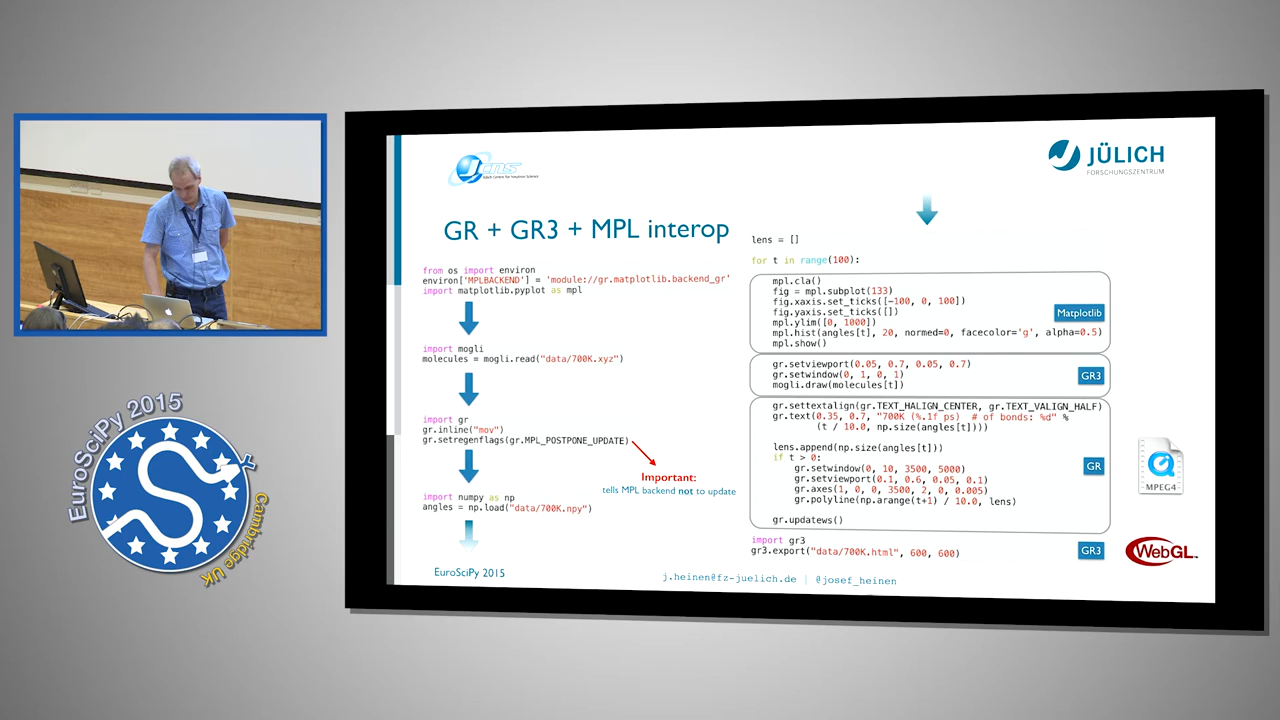 JCNS
Jülich Centre for Neutron Science
JÜLICH
FORSCHUNGSZENTRUM
GR + GR3 + MPL interop
from os import environ
environ['MPLBACKEND'] = 'module://gr.matplotlib.backend_gr'
import matplotlib.pyplot as mpl
import mogli
molecules = mogli.read("data/700K.xyz")
import gr
gr.inline("mov")
gr.setregenflags(gr.MPL_POSTPONE_UPDATE)
Important:
tells MPL backend not to update
import numpy as np
angles = np.load("data/700K.npy")
lens = []
for t in range(100):
mpl.cla()
fig = mpl.subplot(133)
fig.xaxis.set_ticks([-100, 0, 100])
fig.yaxis.set_ticks([])
mpl.ylim([0, 1000])
mpl.hist(angles[t], 20, normed=0, facecolor='g', alpha=0.5)
mpl.show()
Matplotlib
gr.setviewport(0.05, 0.7, 0.05, 0.7)
gr.setwindow(0, 1, 0, 1)
mogli.draw(molecules[t])
GR3
gr.settextalign(gr.TEXT_HALIGN_CENTER, gr.TEXT_VALIGN_HALF)
gr.text(0.35, 0.7, "700K (%.1f ps)  # of bonds: %d" %
(t / 10.0, np.size(angles[t])))
lens.append(np.size(angles[t]))
if t > 0:
gr.setwindow(0, 10, 3500, 5000)
gr.setviewport(0.1, 0.6, 0.05, 0.1)
gr.axes(1, 0, 0, 3500, 2, 0, 0.005)
gr.polyline(np.arange(t+1) / 10.0, lens)
gr.updatews()
GR
MPEG4
import gr3
gr3.export("data/700K.html", 600, 600)
GR3
WebGL
EuroSciPy 2015
j.heinen@fz-juelich.de | @josef_heinen
EuroSciPy 2015
Cambridge UK